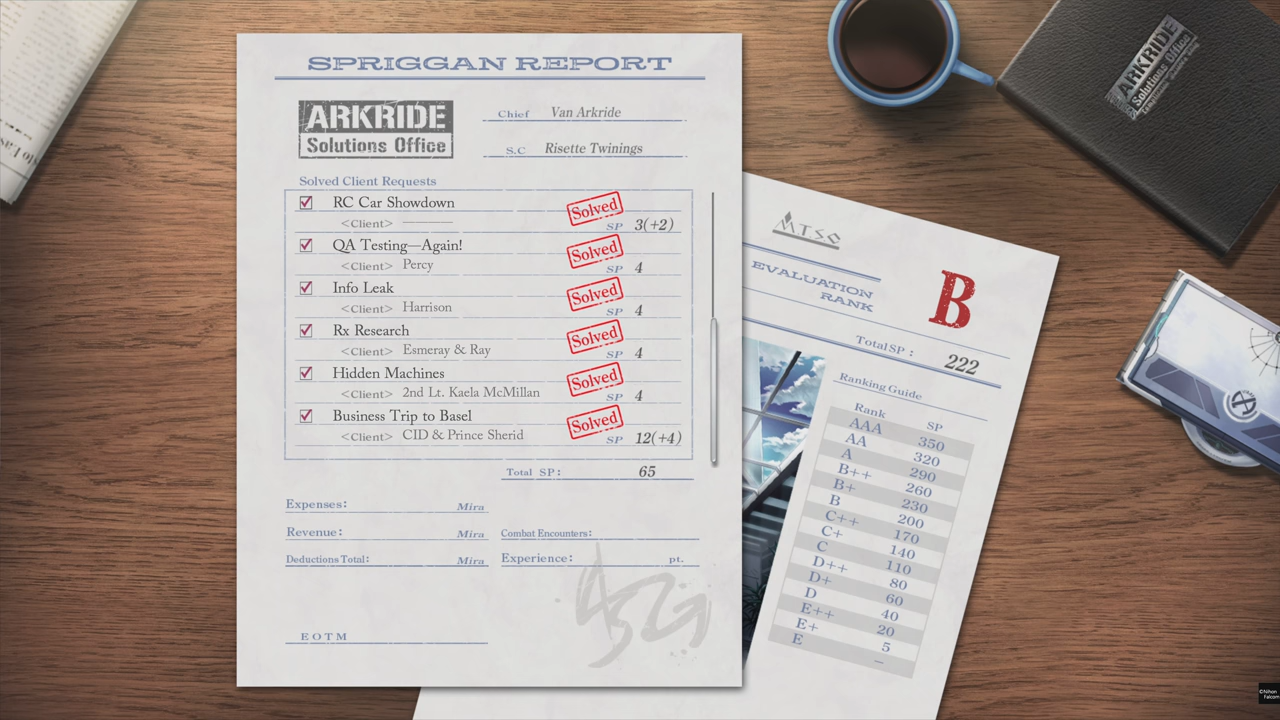 SPRIGGAN REPORT
ARKRIDE
Solutions Office
Chief Van Arkride
S.C Risette Twinings
Solved Client Requests
RC Car Showdown
<Client> ————
Solved
SP 3(+2)
QA Testing—Again!
<Client> Percy
Solved
SP 4
Info Leak
<Client> Harrison
Solved
SP 4
Rx Research
<Client> Esmeray & Ray
Solved
SP 4
Hidden Machines
<Client> 2nd Lt. Kaela McMillan
Solved
SP 4
Business Trip to Basel
<Client> CID & Prince Sherid
Solved
SP 12(+4)
Total SP: 65
Expenses: Mira
Revenue: Mira
Combat Encounters:
Deductions Total: Mira
Experience: pt.
EOTM
MTSO
EVALUATION
RANK
B
Total SP: 222
Ranking Guide
Rank SP
AAA 350
AA 320
A 290
B++ 260
B+ 230
B 200
C++ 170
C+ 140
C 110
D++ 80
D+ 60
D 40
E++ 20
E+ 5
E –
ARKRIDE
Solutions Office
©Nihon
Falcom